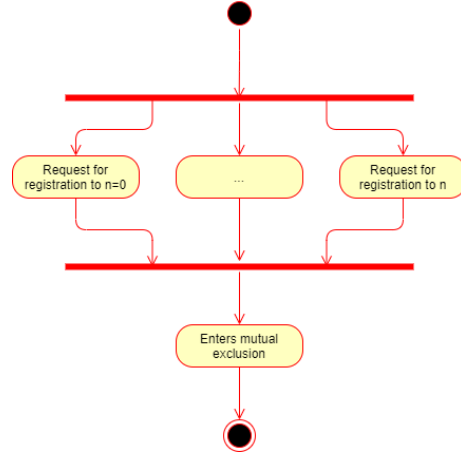 Request for
registration to n=0
...
Request for
registration to n
Enters mutual
exclusion